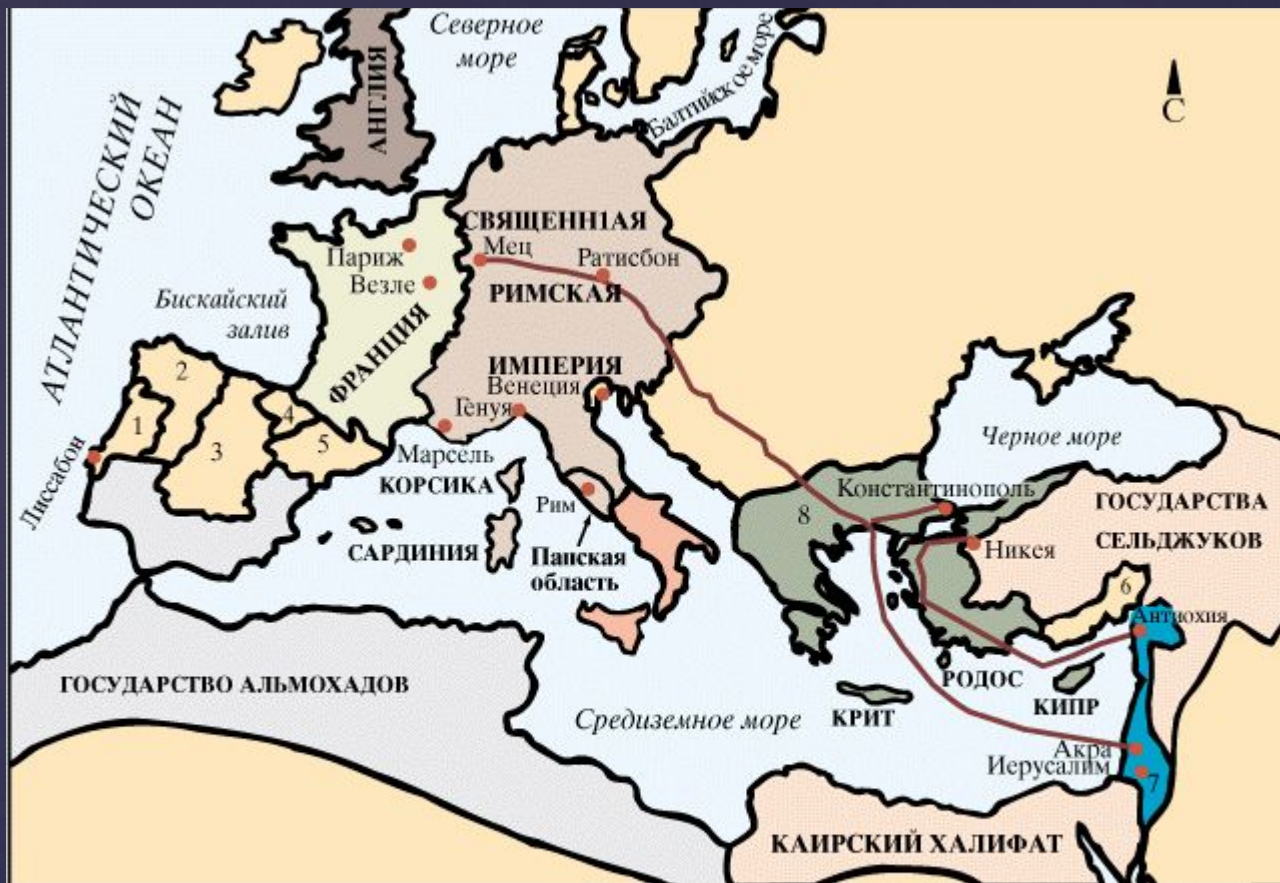 Северное
море
АНГЛИЯ
Балтийское море
С
АТЛАНТИЧЕСКИЙ
ОКЕАН
СВЯЩЕНН1АЯ
Мец
Ратисбон
Париж
Везле
РИМСКАЯ
Бискайский
залив
ФРАНЦИЯ
ИМПЕРИЯ
Венеция
Генуя
Марсель
2
1
3
4
5
Лиссабон
КОРСИКА
Рим
САРДИНИЯ
Папская
область
Черное море
Константинополь
8
ГОСУДАРСТВА
СЕЛЬДЖУКОВ
Никея
6
Антиохия
РОДОС
КИПР
КРИТ
ГОСУДАРСТВО АЛЬМОХАДОВ
Средиземное море
Акра
Иерусалим
7
КАИРСКИЙ ХАЛИФАТ